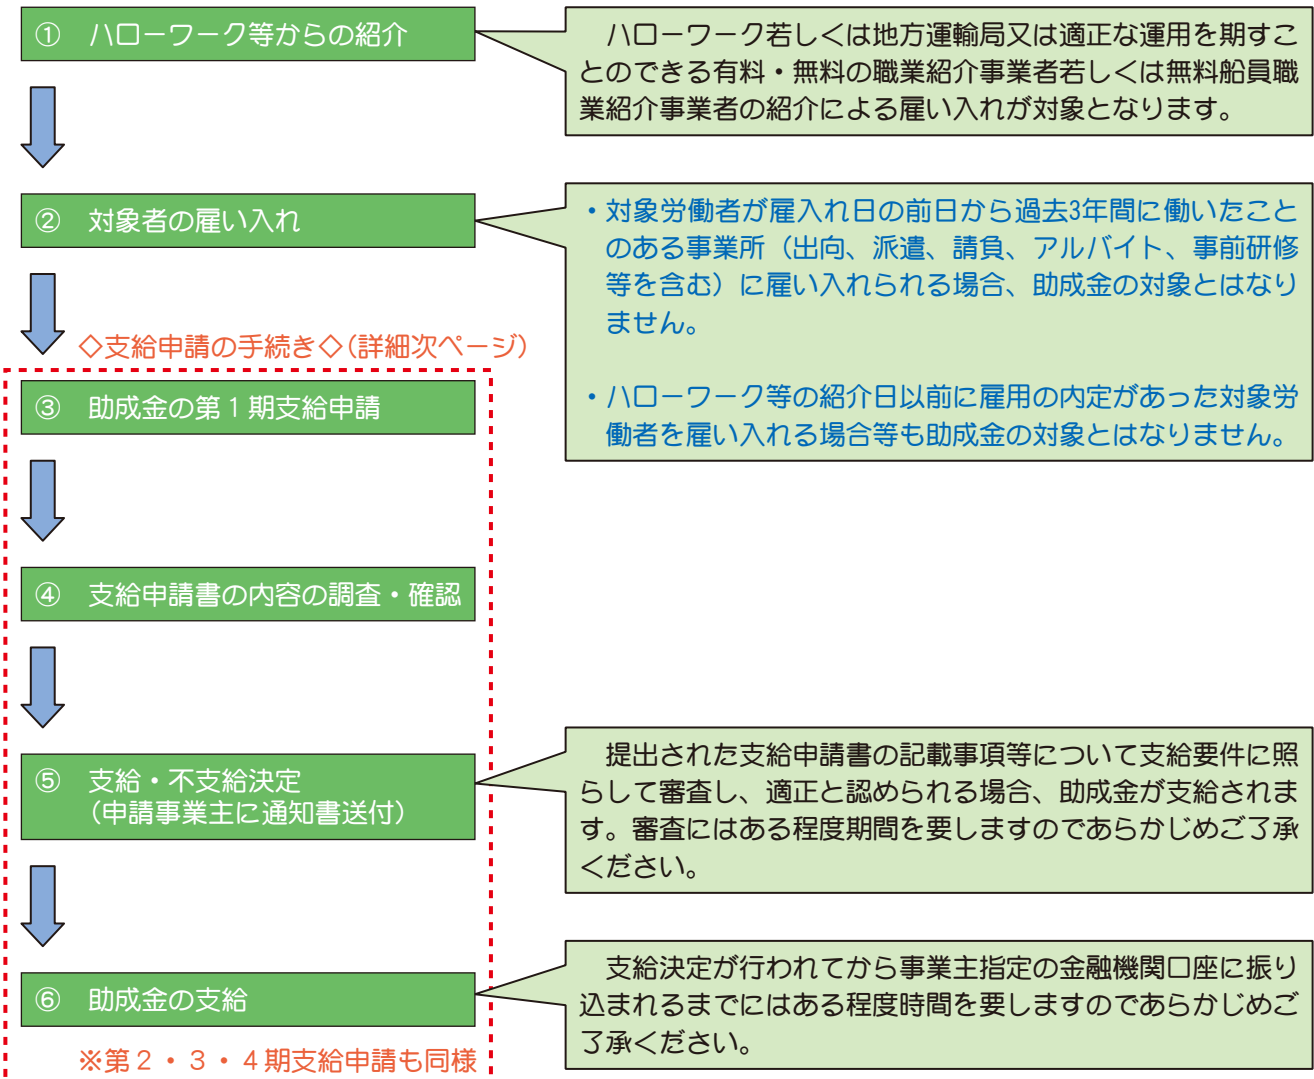 ① ハローワーク等からの紹介
ハローワーク若しくは地方運輸局又は適正な運用を期すこ
とのできる有料・無料の職業紹介事業者若しくは無料船員職
業紹介事業者の紹介による雇い入れが対象となります。
② 対象者の雇い入れ
・対象労働者が雇入れ日の前日から過去3年間に働いたこと
のある事業所（出向、派遣、請負、アルバイト、事前研修
等を含む）に雇い入れられる場合、助成金の対象とはなり
ません。
・ハローワーク等の紹介日以前に雇用の内定があった対象労
働者を雇い入れる場合等も助成金の対象とはなりません。
◇支給申請の手続き◇(詳細次ページ)
③ 助成金の第１期支給申請
④ 支給申請書の内容の調査・確認
⑤ 支給・不支給決定
（申請事業主に通知書送付）
提出された支給申請書の記載事項等について支給要件に照
らして審査し、適正と認められる場合、助成金が支給されま
す。審査にはある程度期間を要しますのであらかじめご了承
ください。
⑥ 助成金の支給
支給決定が行われてから事業主指定の金融機関口座に振り
込まれるまでにはある程度時間を要しますのであらかじめご
了承ください。
※第２・３・４期支給申請も同様